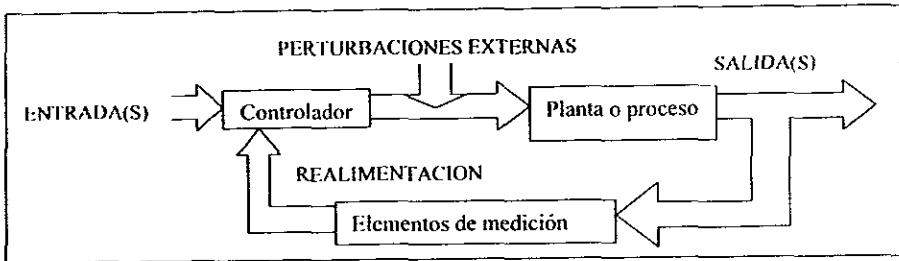 PERTURBACIONES EXTERNAS
SALIDA(S)
ENTRADA(S)
Controlador
Planta o proceso
REALIMENTACION
Elementos de medición